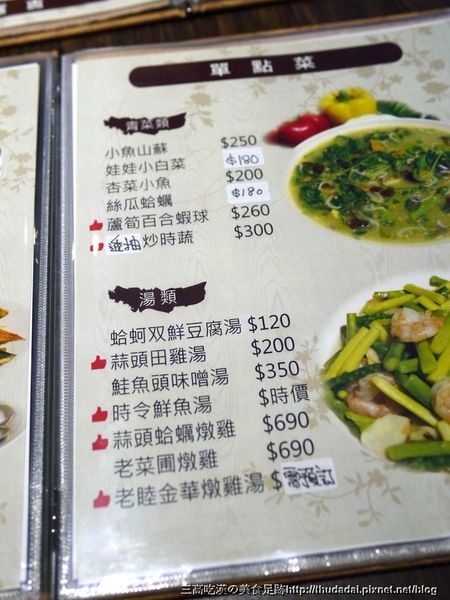 單點菜
青菜類
小魚山蘇 $250
娃娃小白菜 $180
杏菜小魚 $200
絲瓜蛤蠣 $180
蘆筍百合蝦球 $260
炒時蔬 $300
湯類
蛤蚵双鮮豆腐湯 $120
蒜頭田雞湯 $200
鮭魚頭味噌湯 $350
時令鮮魚湯 $時價
蒜頭蛤蠣燉雞 $690
老菜圃燉雞 $690
老睦金華燉雞湯 $需預訂
三高吃漢の美食足跡http://thudadai.pixnet.net/blog